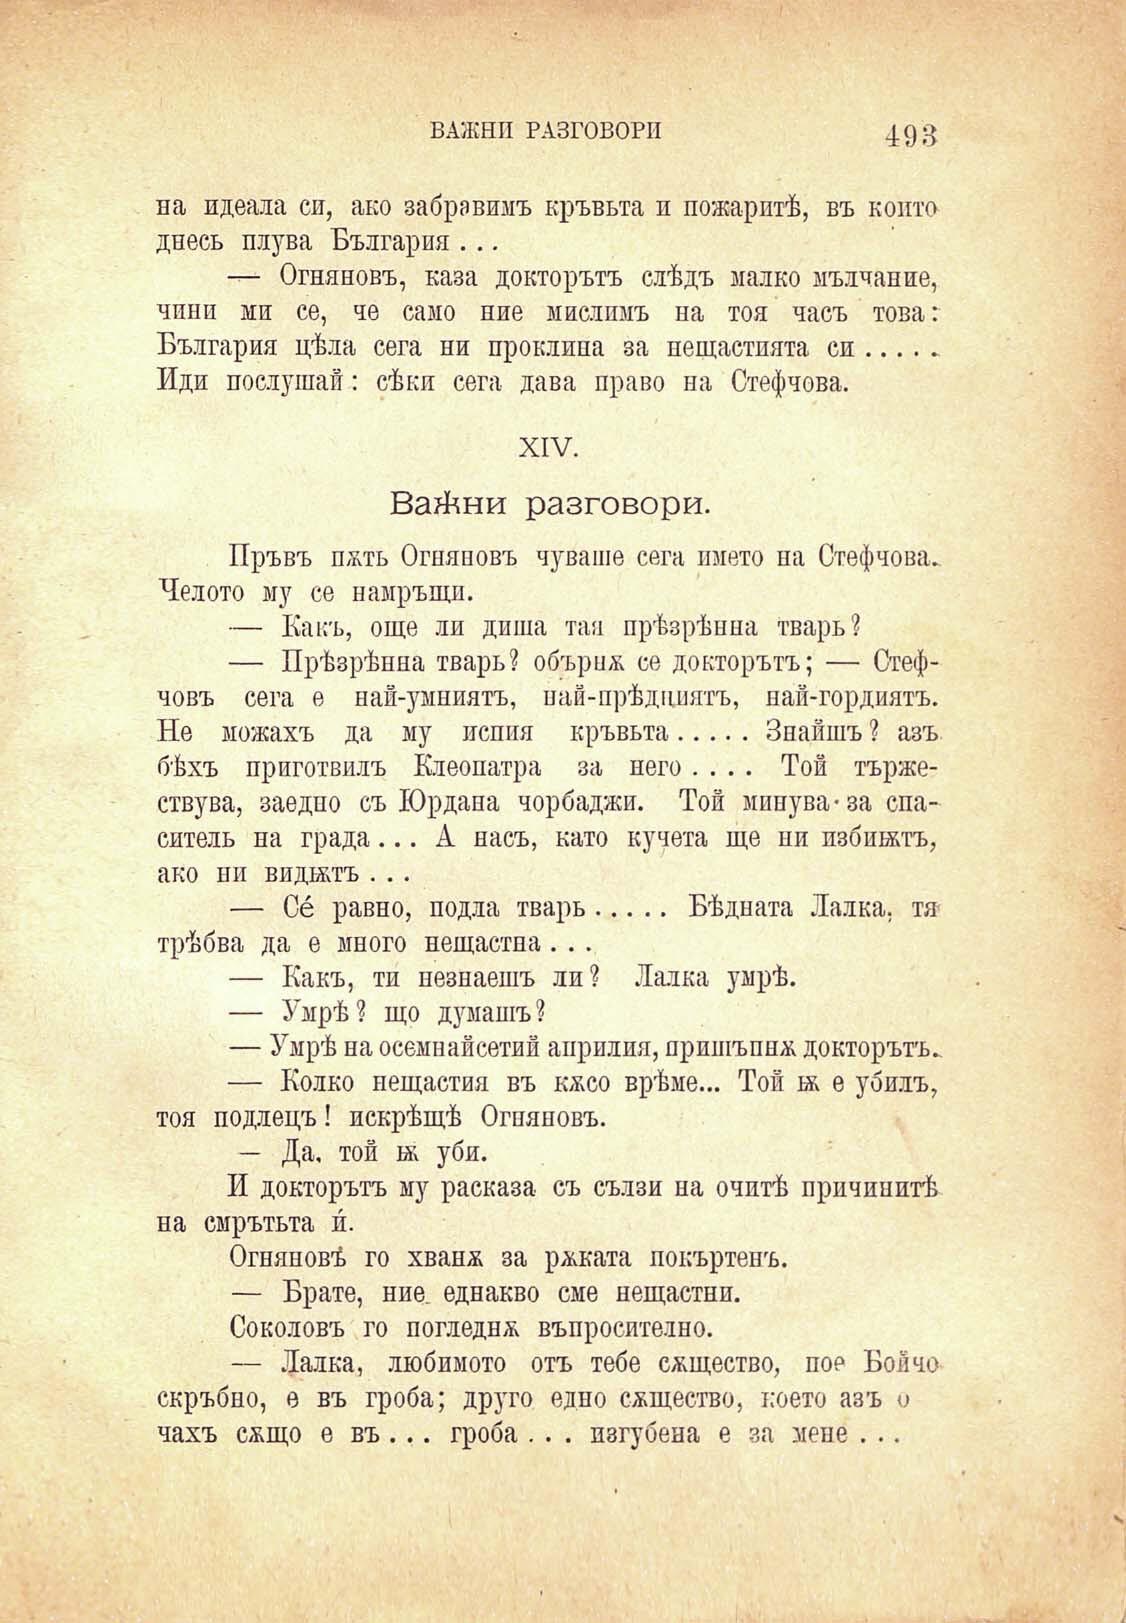 ВАЖНИ РАЗГОВОРИ 493
на идеала си, ако забравимъ кръвьта и пожаритѣ, въ които
днесь плува България . . .
— Огняновъ, каза докторътъ слѣдъ малко мълчание,
чини ми се, че само ние мислимъ на тоя часъ това:
България цѣла сега ни проклина за нещастията си . . . . .
Иди послушай: сѣки сега дава право на Стефчова.
XIV.
Важни разговори.
Пръвъ пѫть Огняновъ чуваше сега името на Стефчова.
Челото му се намръщи.
— Какъ, още ли диша тая прѣзрѣнна тварь?
— Прѣзрѣнна тварь? обърнѫ се докторътъ; — Стеф-
човъ сега е най-умниятъ, най-прѣдниятъ, най-гордиятъ.
Не можахъ да му испия кръвьта . . . . . Знайшъ? азъ
бѣхъ приготвилъ Клеопатра за него . . . . Той търже-
ствува, заедно съ Юрдана чорбаджи. Той минува за спа-
ситель на града . . . А насъ, като кучета ще ни избиѭтъ,
ако ни видѭтъ . . .
— Сé равно, подла тварь . . . . . Бѣдната Лалка, тя
трѣбва да е много нещастна . . .
— Какъ, ти незнаешъ ли? Лалка умрѣ.
— Умрѣ? що думашъ?
— Умрѣ на осемнайсетий априлия, пришъпнѫ докторътъ.
— Колко нещастия въ кѫсо врѣме... Той ѭ е убилъ,
тоя подлецъ! искрѣщѣ Огняновъ.
— Да, той ѭ уби.
И докторътъ му расказа съ сълзи на очитѣ причинитѣ
на смрътьта ѝ.
Огняновъ го хванѫ за рѫката покъртенъ.
— Брате, ние еднакво сме нещастни.
Соколовъ го погледнѫ въпросително.
— Лалка, любимото отъ тебе сѫщество, пое Бойчо
скръбно, е въ гроба; друго едно сѫщество, което азъ о
чахъ сѫщо е въ . . . гроба . . . изгубена е за мене . . .